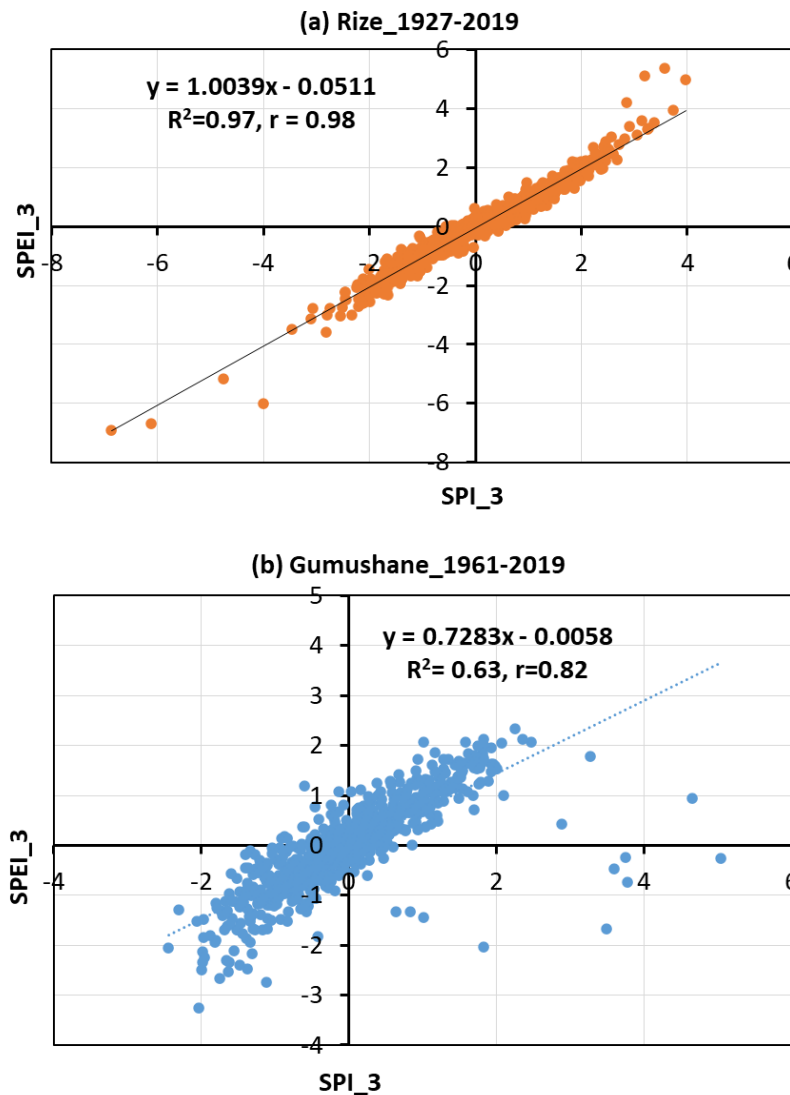 (a) Rize_1927-2019
6
y = 1.0039x - 0.0511
R²=0.97, r = 0.98
4
2
0
SPEI_3
-8 -6 -4 -2 0 2 4 6
-2
-4
-6
-8
SPI_3
(b) Gumushane_1961-2019
5
y = 0.7283x - 0.0058
4
R²= 0.63, r=0.82
3
2
1
0
SPEI_3
-4 -2 0 2 4 6
-1
-2
-3
-4
SPI_3